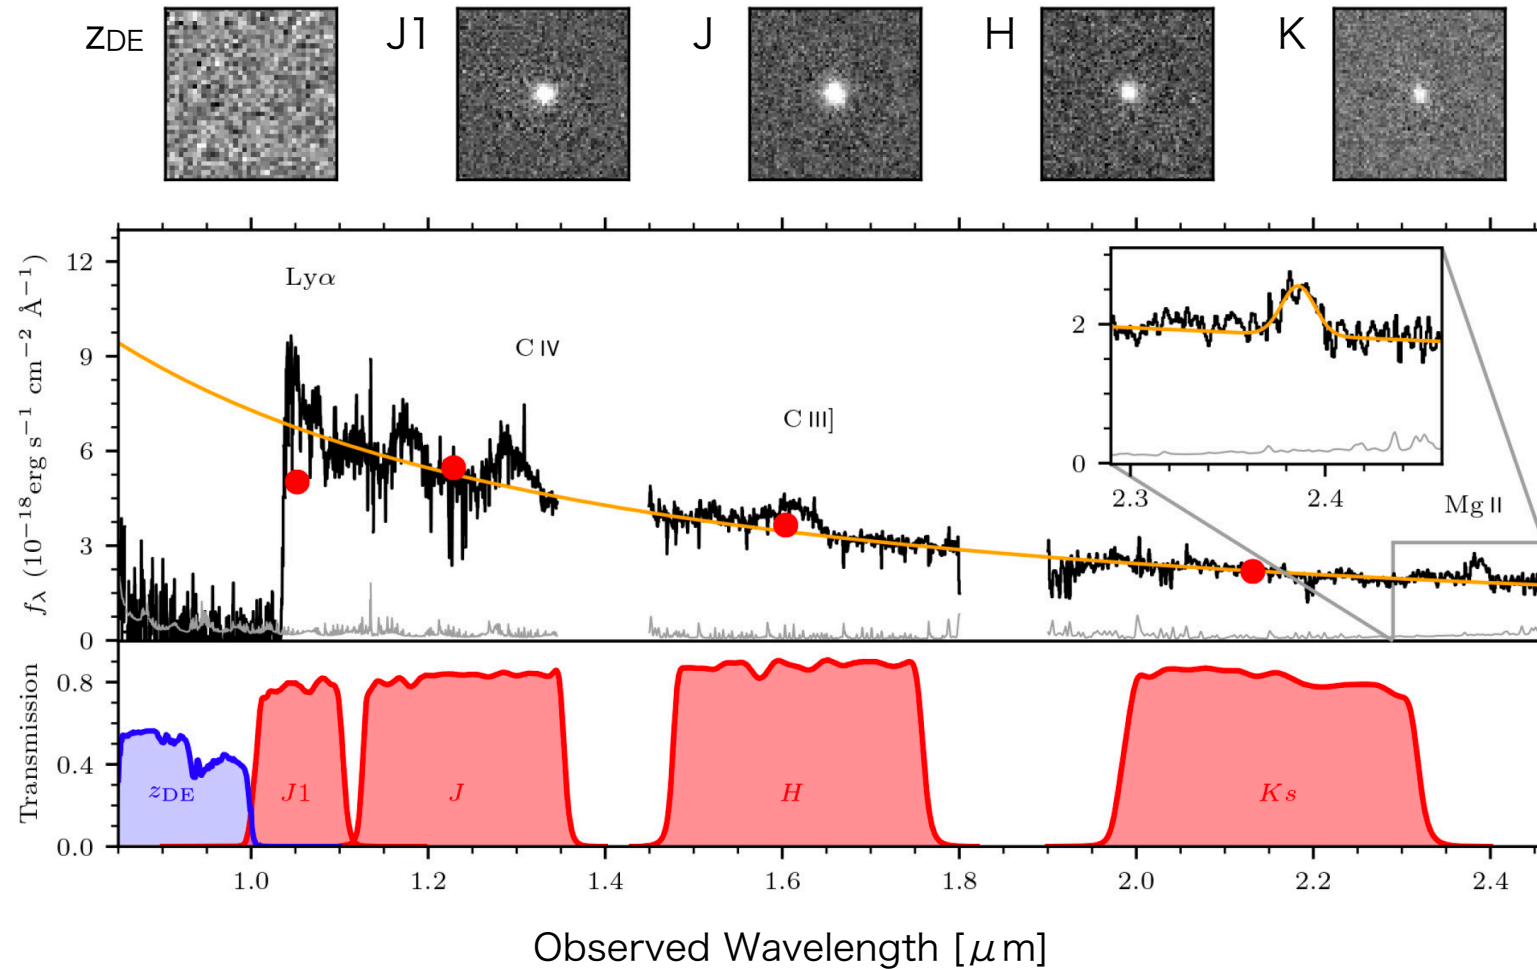 zDE J1 J H K
12
9
6
3
0
fλ (10−18erg s−1 cm−2 Å−1)
Lyα
C IV
C III]
Mg II
2
0
2.3 2.4
Transmission
0.8
0.4
0.0
zDE J1 J H Ks
1.0 1.2 1.4 1.6 1.8 2.0 2.2 2.4
Observed Wavelength [μm]